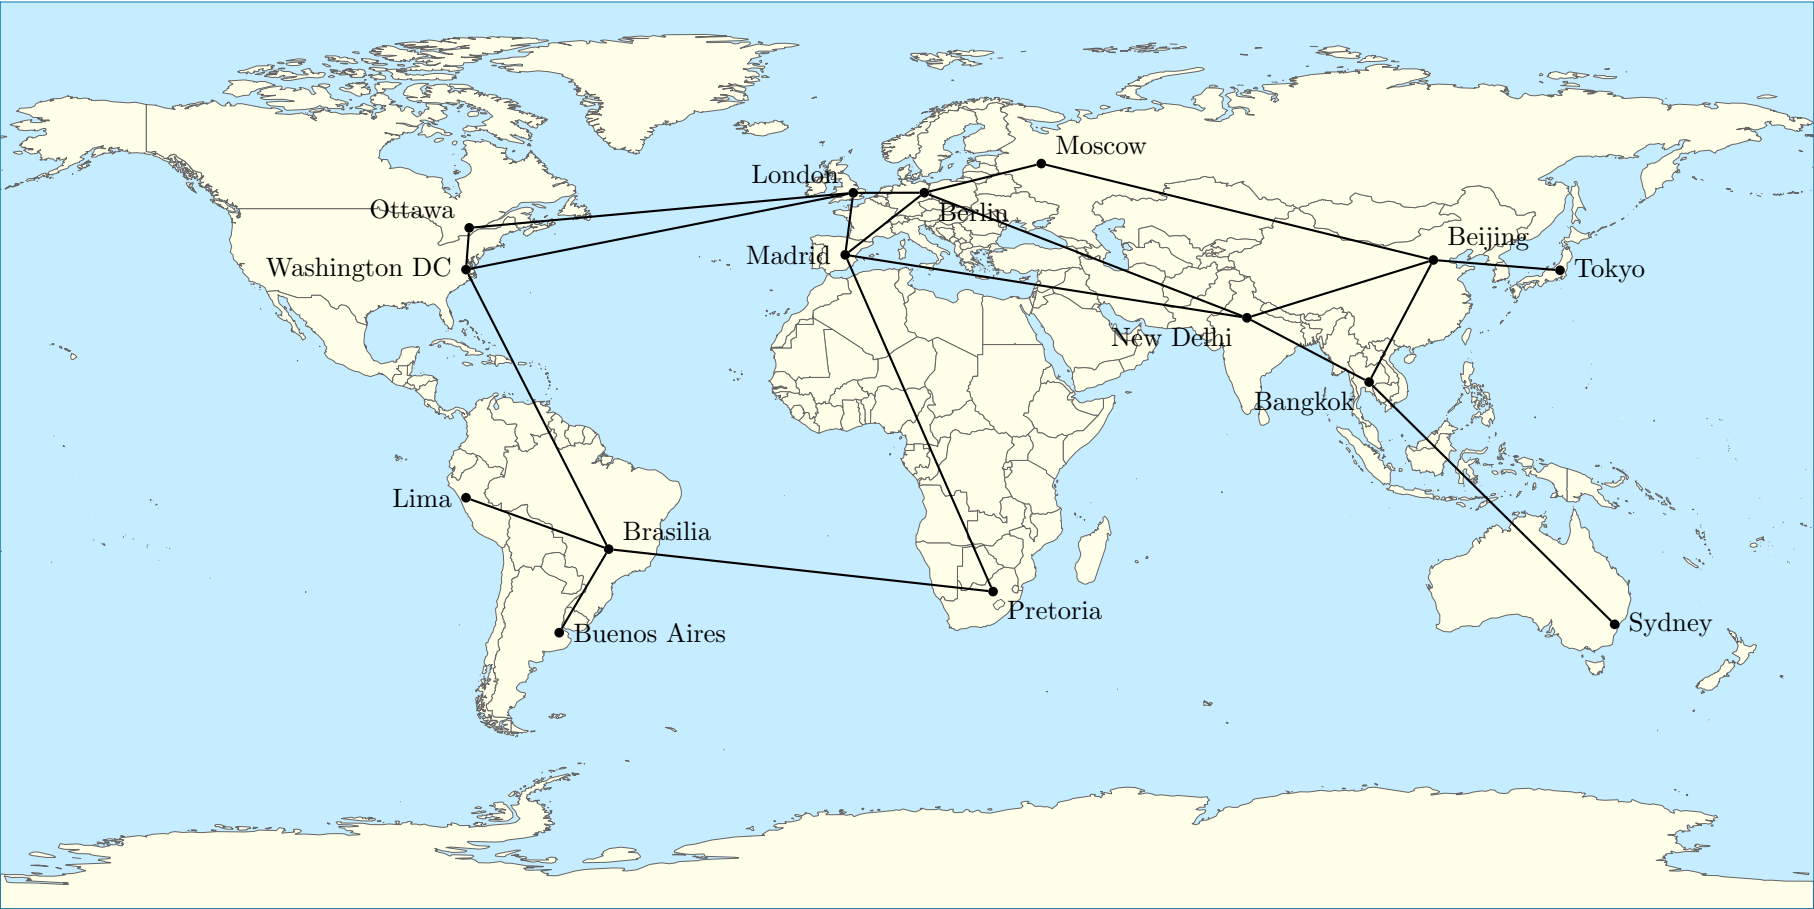 Moscow
London
Ottawa
Berlin
Beijing
Madrid
Washington DC
Tokyo
New Delhi
Bangkok
Lima
Brasilia
Pretoria
Sydney
Buenos Aires